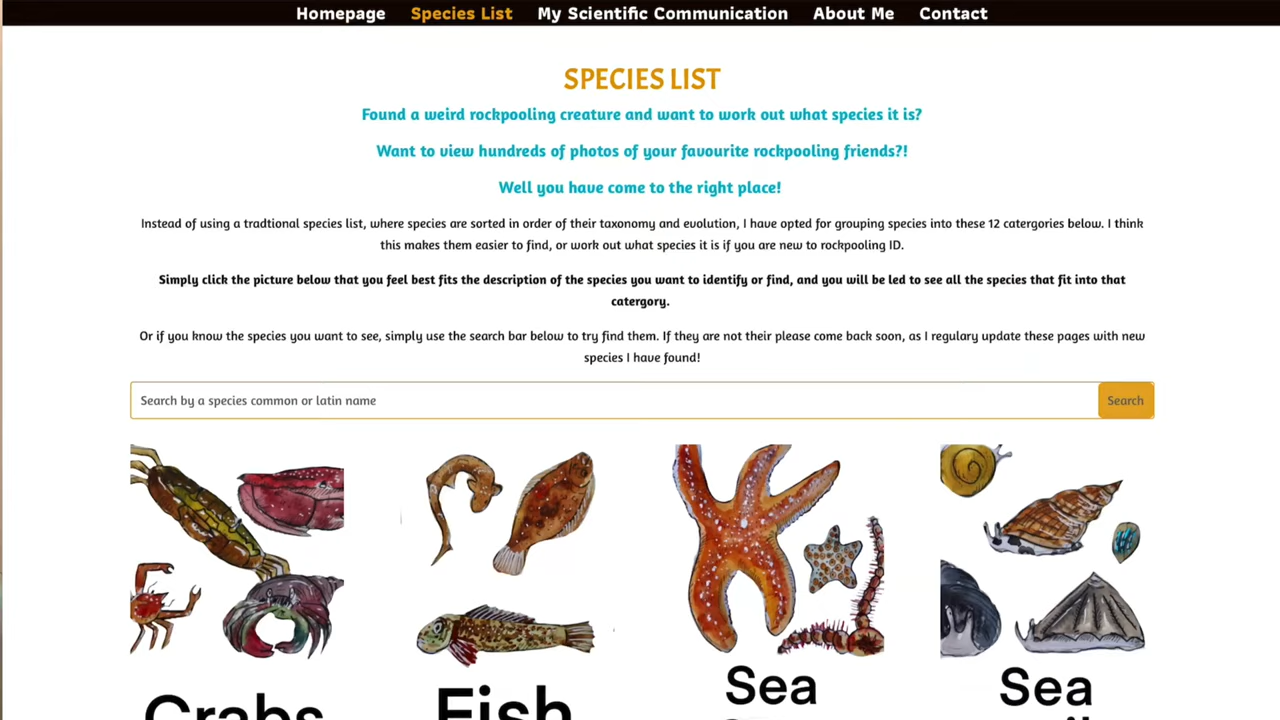 Homepage Species List My Scientific Communication About Me Contact
SPECIES LIST
Found a weird rockpooling creature and want to work out what species it is?
Want to view hundreds of photos of your favourite rockpooling friends?!
Well you have come to the right place!
Instead of using a tradtional species list, where species are sorted in order of their taxonomy and evolution, I have opted for grouping species into these 12 catergories below. I think
this makes them easier to find, or work out what species it is if you are new to rockpooling ID.
Simply click the picture below that you feel best fits the description of the species you want to identify or find, and you will be led to see all the species that fit into that
catergory.
Or if you know the species you want to see, simply use the search bar below to try find them. If they are not their please come back soon, as I regulary update these pages with new
species I have found!
Search by a species common or latin name Search
Crabs Fish Sea Sea